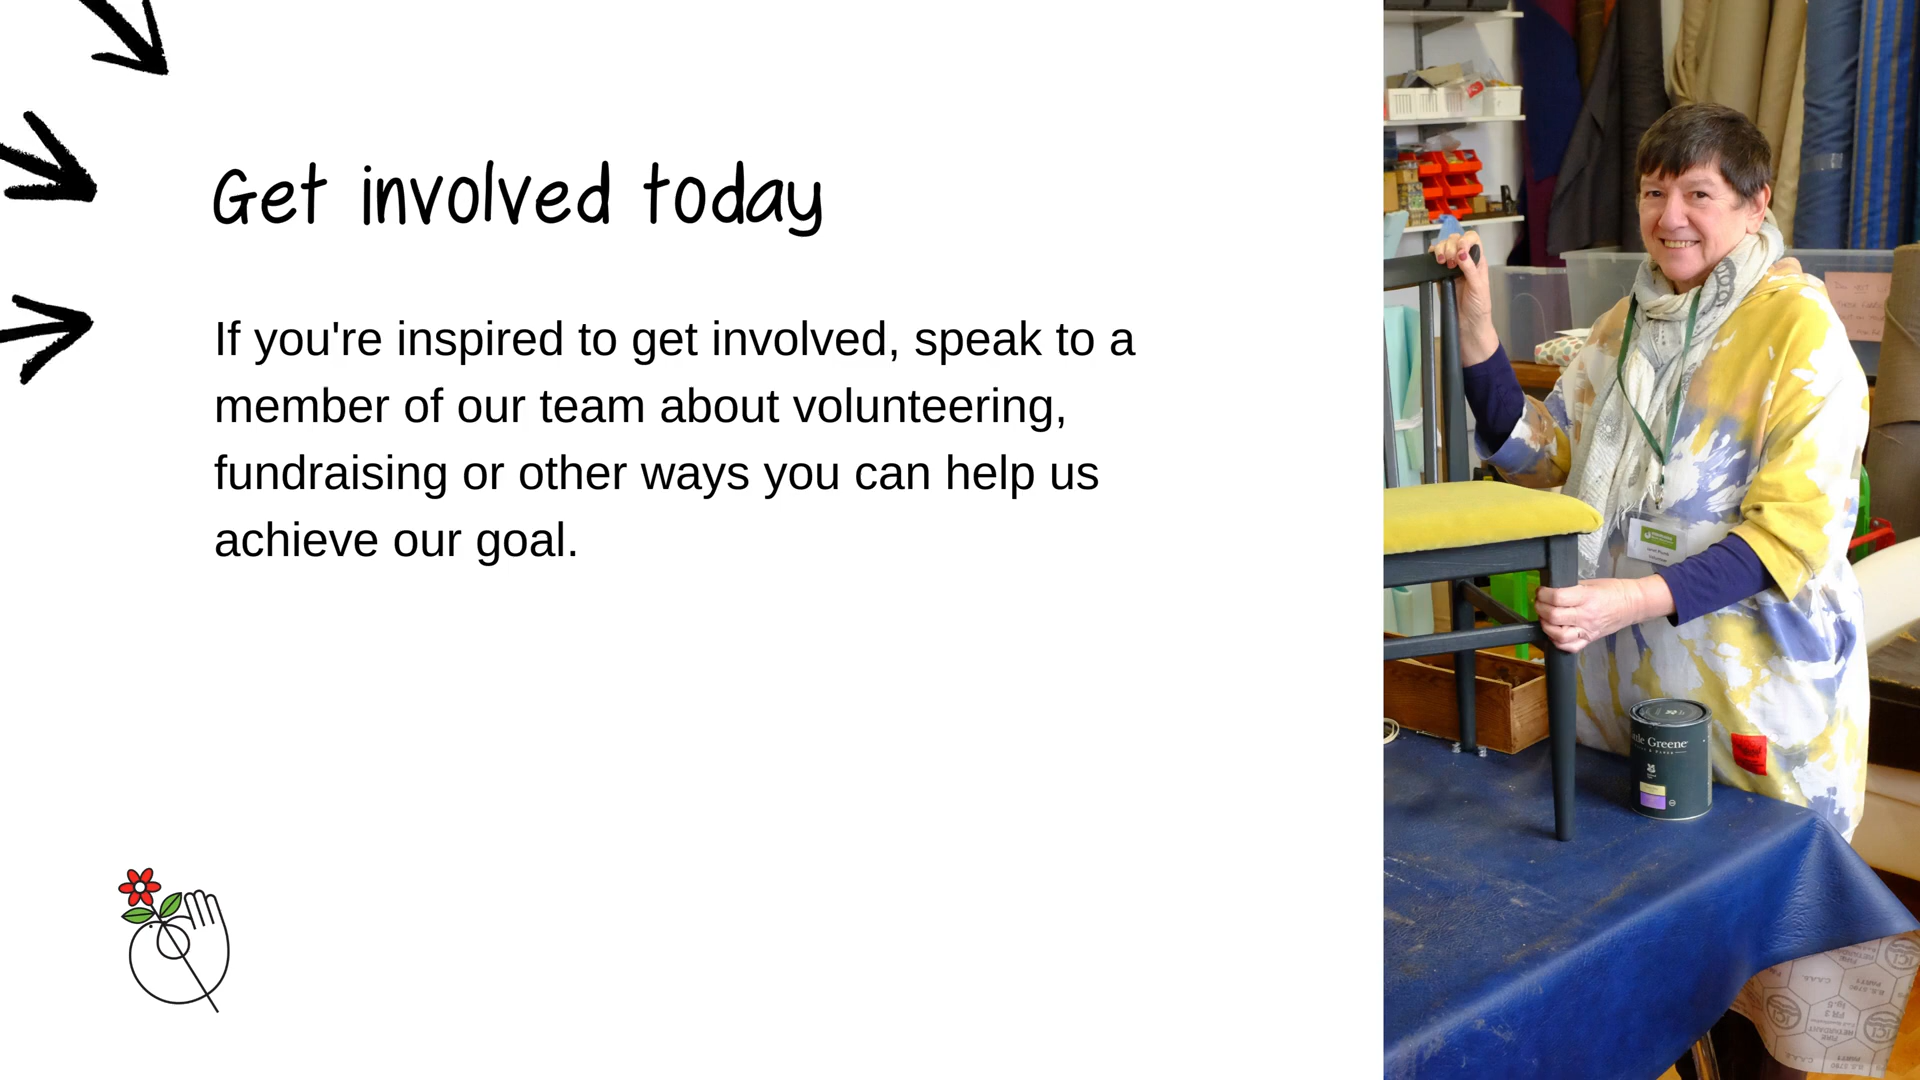 Get involved today
If you're inspired to get involved, speak to a
member of our team about volunteering,
fundraising or other ways you can help us
achieve our goal.
Greene